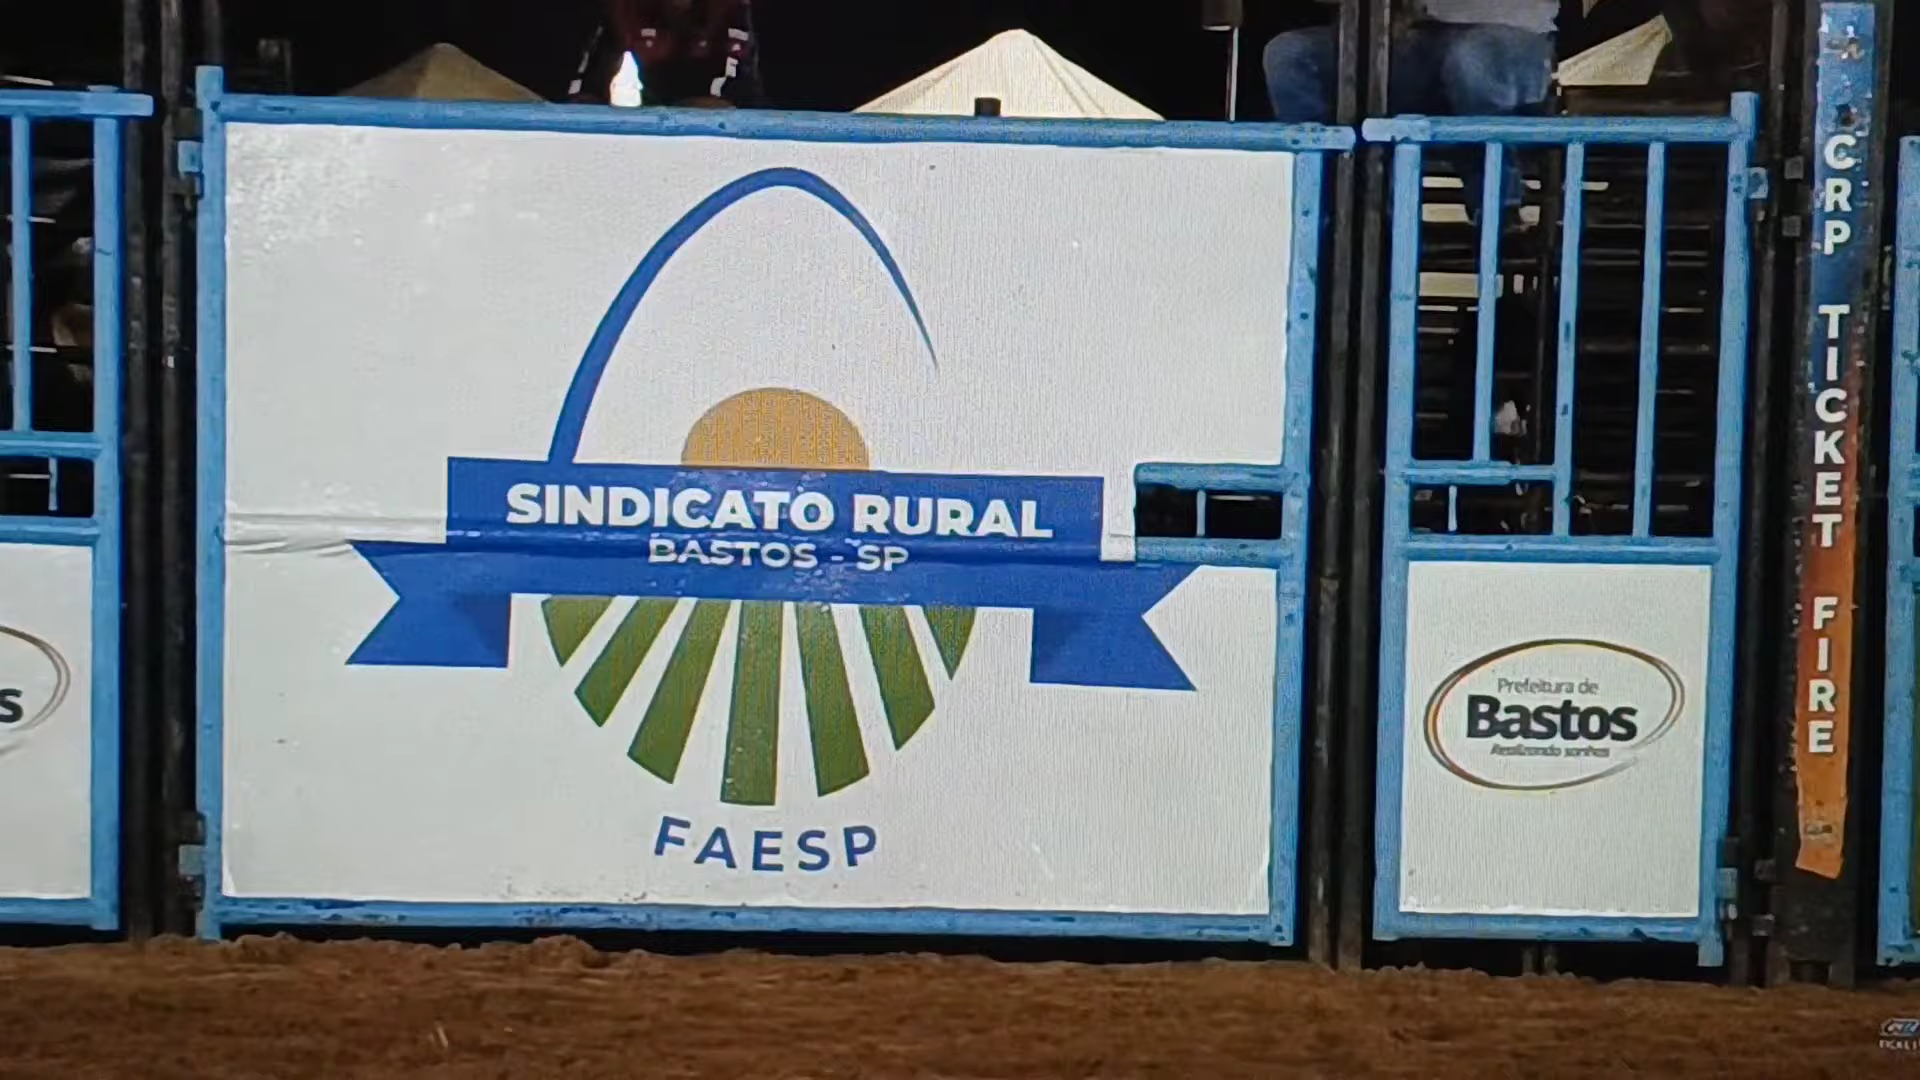 SINDICATO RURAL
BASTOS - SP
FAESP
Prefeitura de
Bastos
Realizando sonhos
CRP TICKET FIRE
s